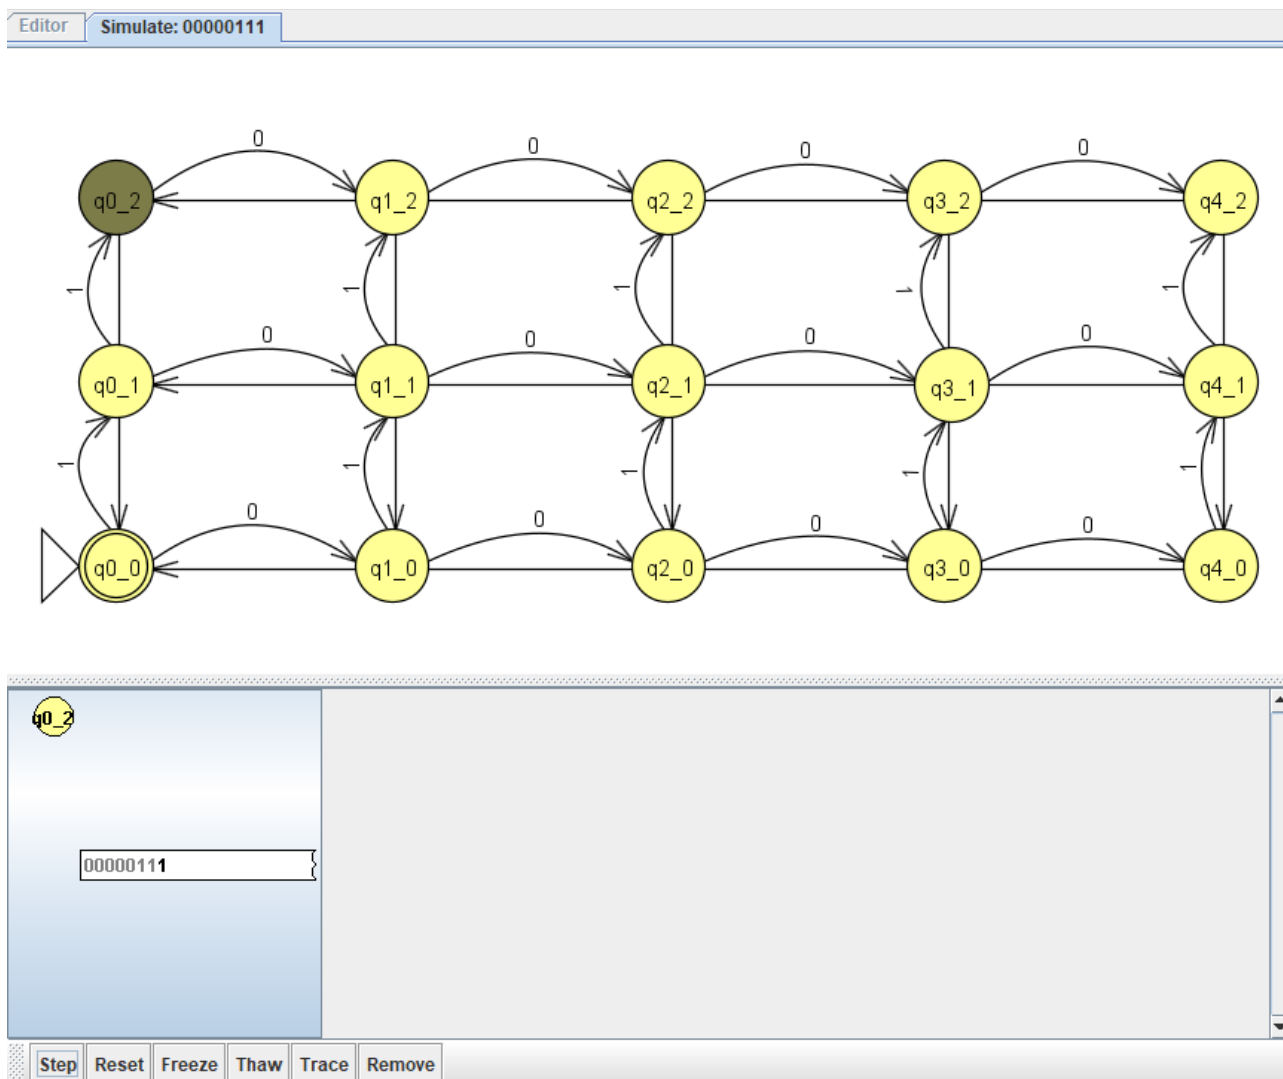 Editor Simulate: 00000111
0 0 0 0
q0_2 q1_2 q2_2 q3_2 q4_2
1 1 1 1 1
0 0 0 0
q0_1 q1_1 q2_1 q3_1 q4_1
1 1 1 1 1
0 0 0 0
q0_0 q1_0 q2_0 q3_0 q4_0
q0_2
00000111
Step Reset Freeze Thaw Trace Remove